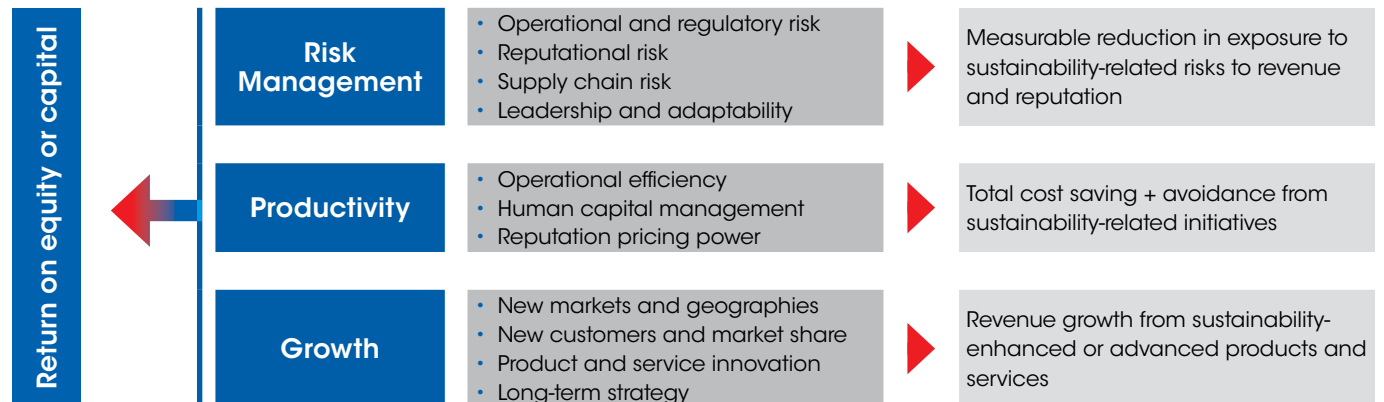 Return on equity or capital
Risk
Management
• Operational and regulatory risk
• Reputational risk
• Supply chain risk
• Leadership and adaptability
Measurable reduction in exposure to
sustainability-related risks to revenue
and reputation
Productivity
• Operational efficiency
• Human capital management
• Reputation pricing power
Total cost saving + avoidance from
sustainability-related initiatives
Growth
• New markets and geographies
• New customers and market share
• Product and service innovation
• Long-term strategy
Revenue growth from sustainability-
enhanced or advanced products and
services